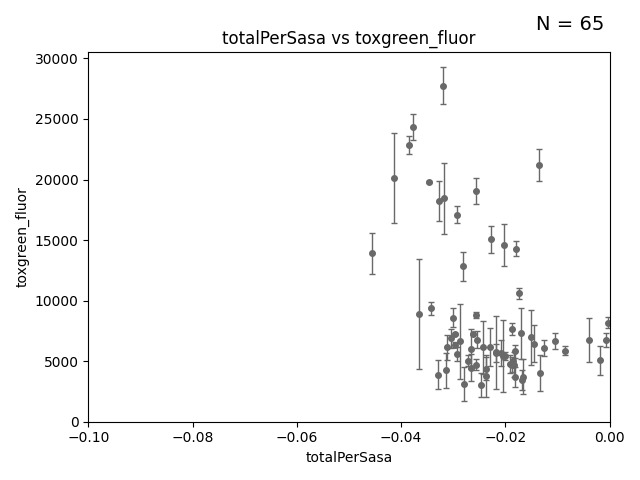 N = 65
totalPerSasa vs toxgreen_fluor
30000
25000
20000
15000
10000
5000
0
toxgreen_fluor
−0.10 −0.08 −0.06 −0.04 −0.02 0.00
totalPerSasa